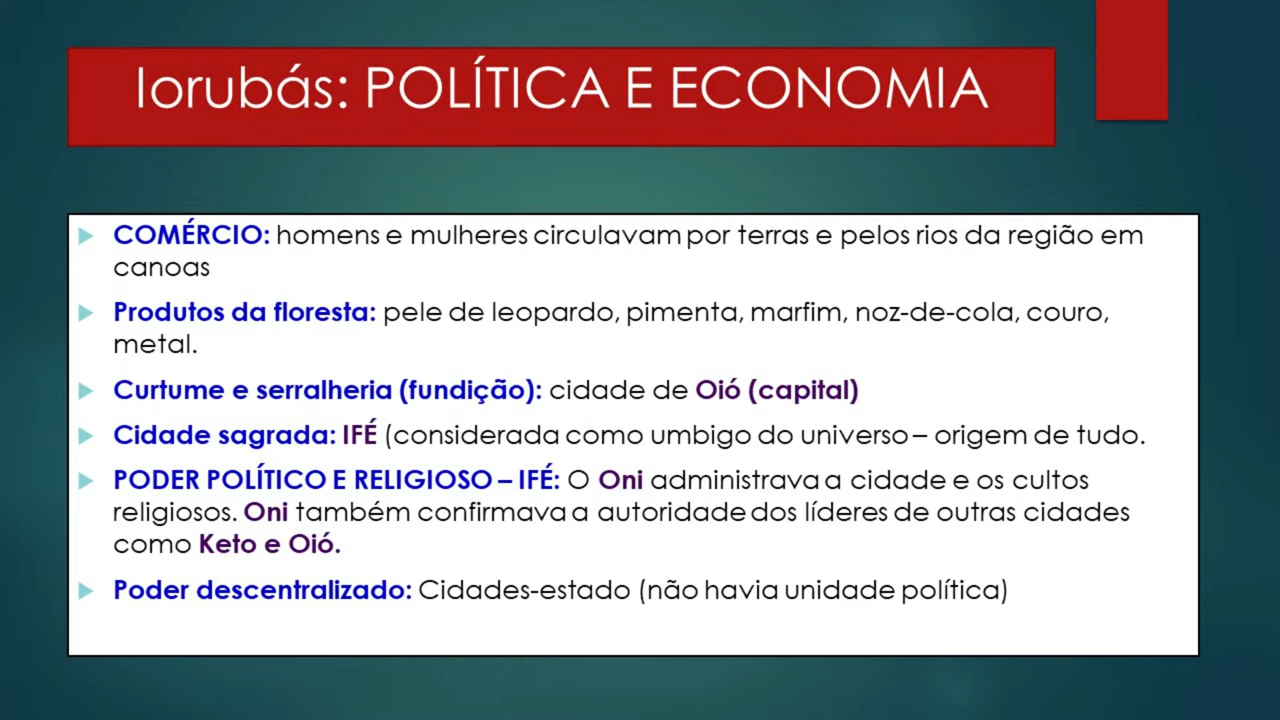 Iorubás: POLÍTICA E ECONOMIA
COMÉRCIO: homens e mulheres circulavam por terras e pelos rios da região em
canoas
Produtos da floresta: pele de leopardo, pimenta, marfim, noz-de-cola, couro,
metal.
Curtume e serralheria (fundição): cidade de Oió (capital)
Cidade sagrada: IFÉ (considerada como umbigo do universo – origem de tudo.
PODER POLÍTICO E RELIGIOSO – IFÉ: O Oni administrava a cidade e os cultos
religiosos. Oni também confirmava a autoridade dos líderes de outras cidades
como Keto e Oió.
Poder descentralizado: Cidades-estado (não havia unidade política)